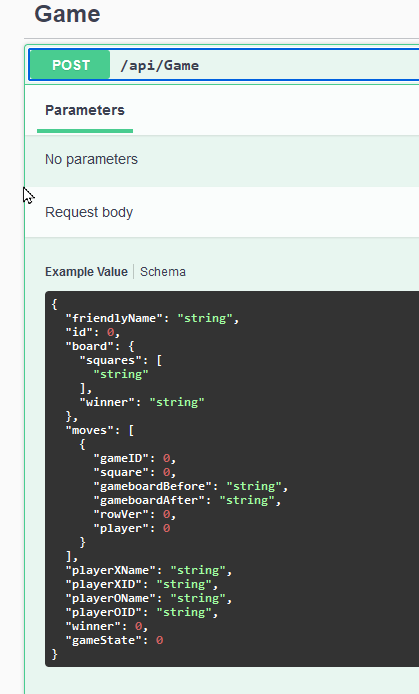 Game
POST /api/Game
Parameters
No parameters
Request body
Example Value Schema
{
  "friendlyName": "string",
  "id": 0,
  "board": {
    "squares": [
      "string"
    ],
    "winner": "string"
  },
  "moves": [
    {
      "gameID": 0,
      "square": 0,
      "gameboardBefore": "string",
      "gameboardAfter": "string",
      "rowVer": 0,
      "player": 0
    }
  ],
  "playerXName": "string",
  "playerXID": "string",
  "playerOName": "string",
  "playerOID": "string",
  "winner": 0,
  "gameState": 0
}